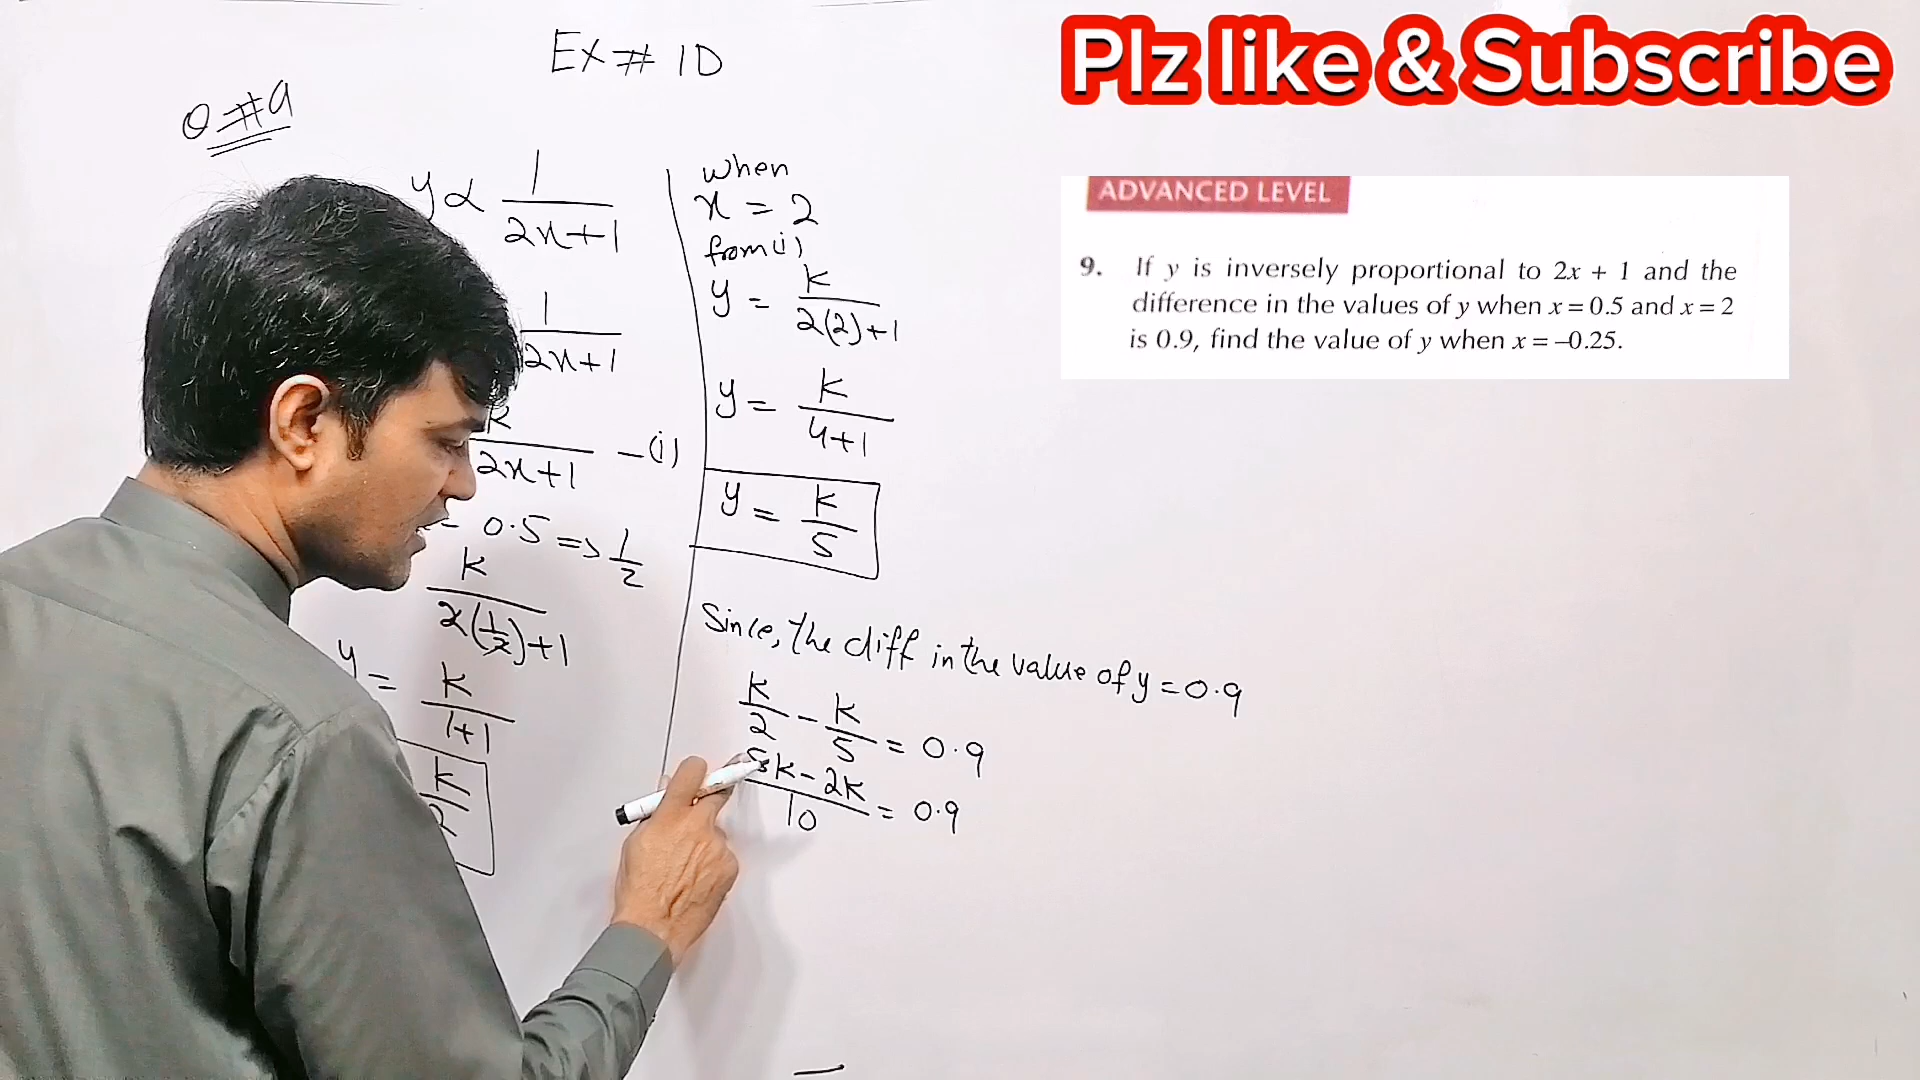 Ex # 1D
Q #9
y ∝ 1/(2x+1)
1/(2x+1)
k/(2x+1) — (i)
= 0.5 => 1/2
k/(2(1/2)+1)
y = k/(1+1)
k/2
when
x = 2
from (i)
y = k/(2(2)+1)
y = k/(4+1)
y = k/5
Since, the diff in the value of y = 0.9
k/2 - k/5 = 0.9
(5k - 2k)/10 = 0.9
Plz like & Subscribe
ADVANCED LEVEL
9. If y is inversely proportional to 2x + 1 and the
difference in the values of y when x = 0.5 and x = 2
is 0.9, find the value of y when x = –0.25.